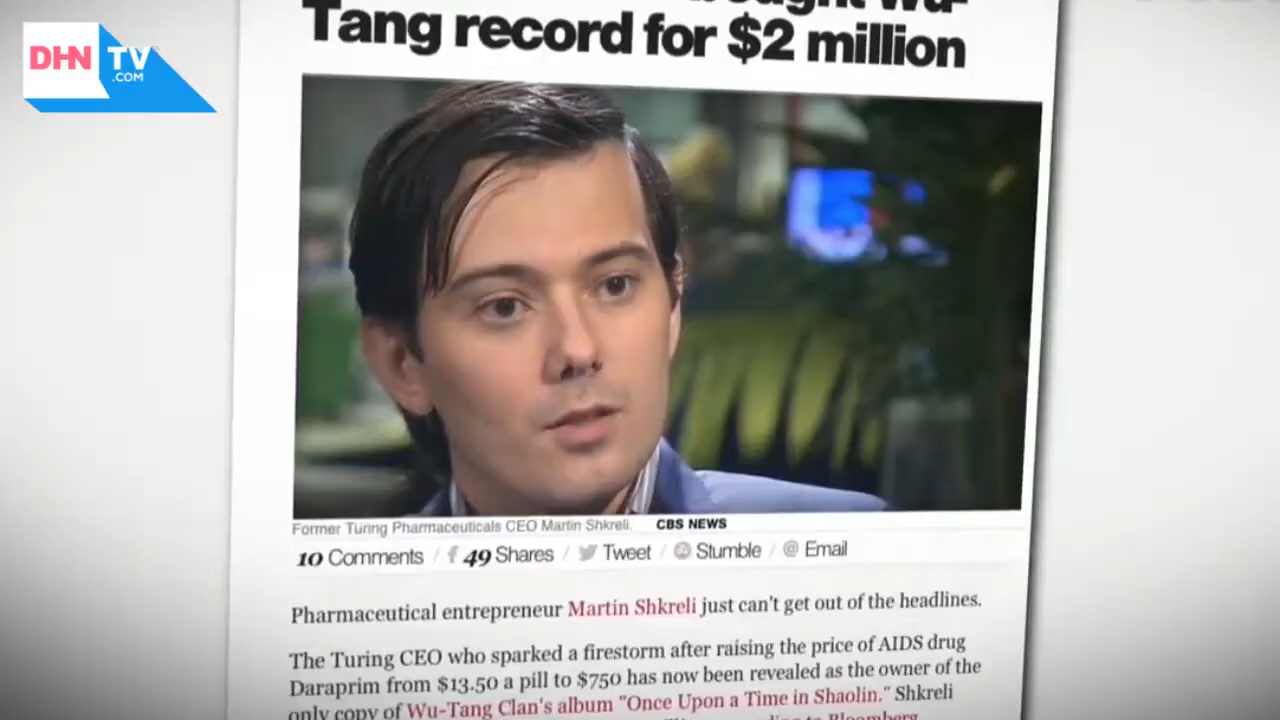 DHN TV
.COM
Tang record for $2 million
Former Turing Pharmaceuticals CEO Martin Shkreli. CBS NEWS
10 Comments / f 49 Shares / Tweet / Stumble / @ Email
Pharmaceutical entrepreneur Martin Shkreli just can't get out of the headlines.
The Turing CEO who sparked a firestorm after raising the price of AIDS drug
Daraprim from $13.50 a pill to $750 has now been revealed as the owner of the
only copy of Wu-Tang Clan's album "Once Upon a Time in Shaolin." Shkreli